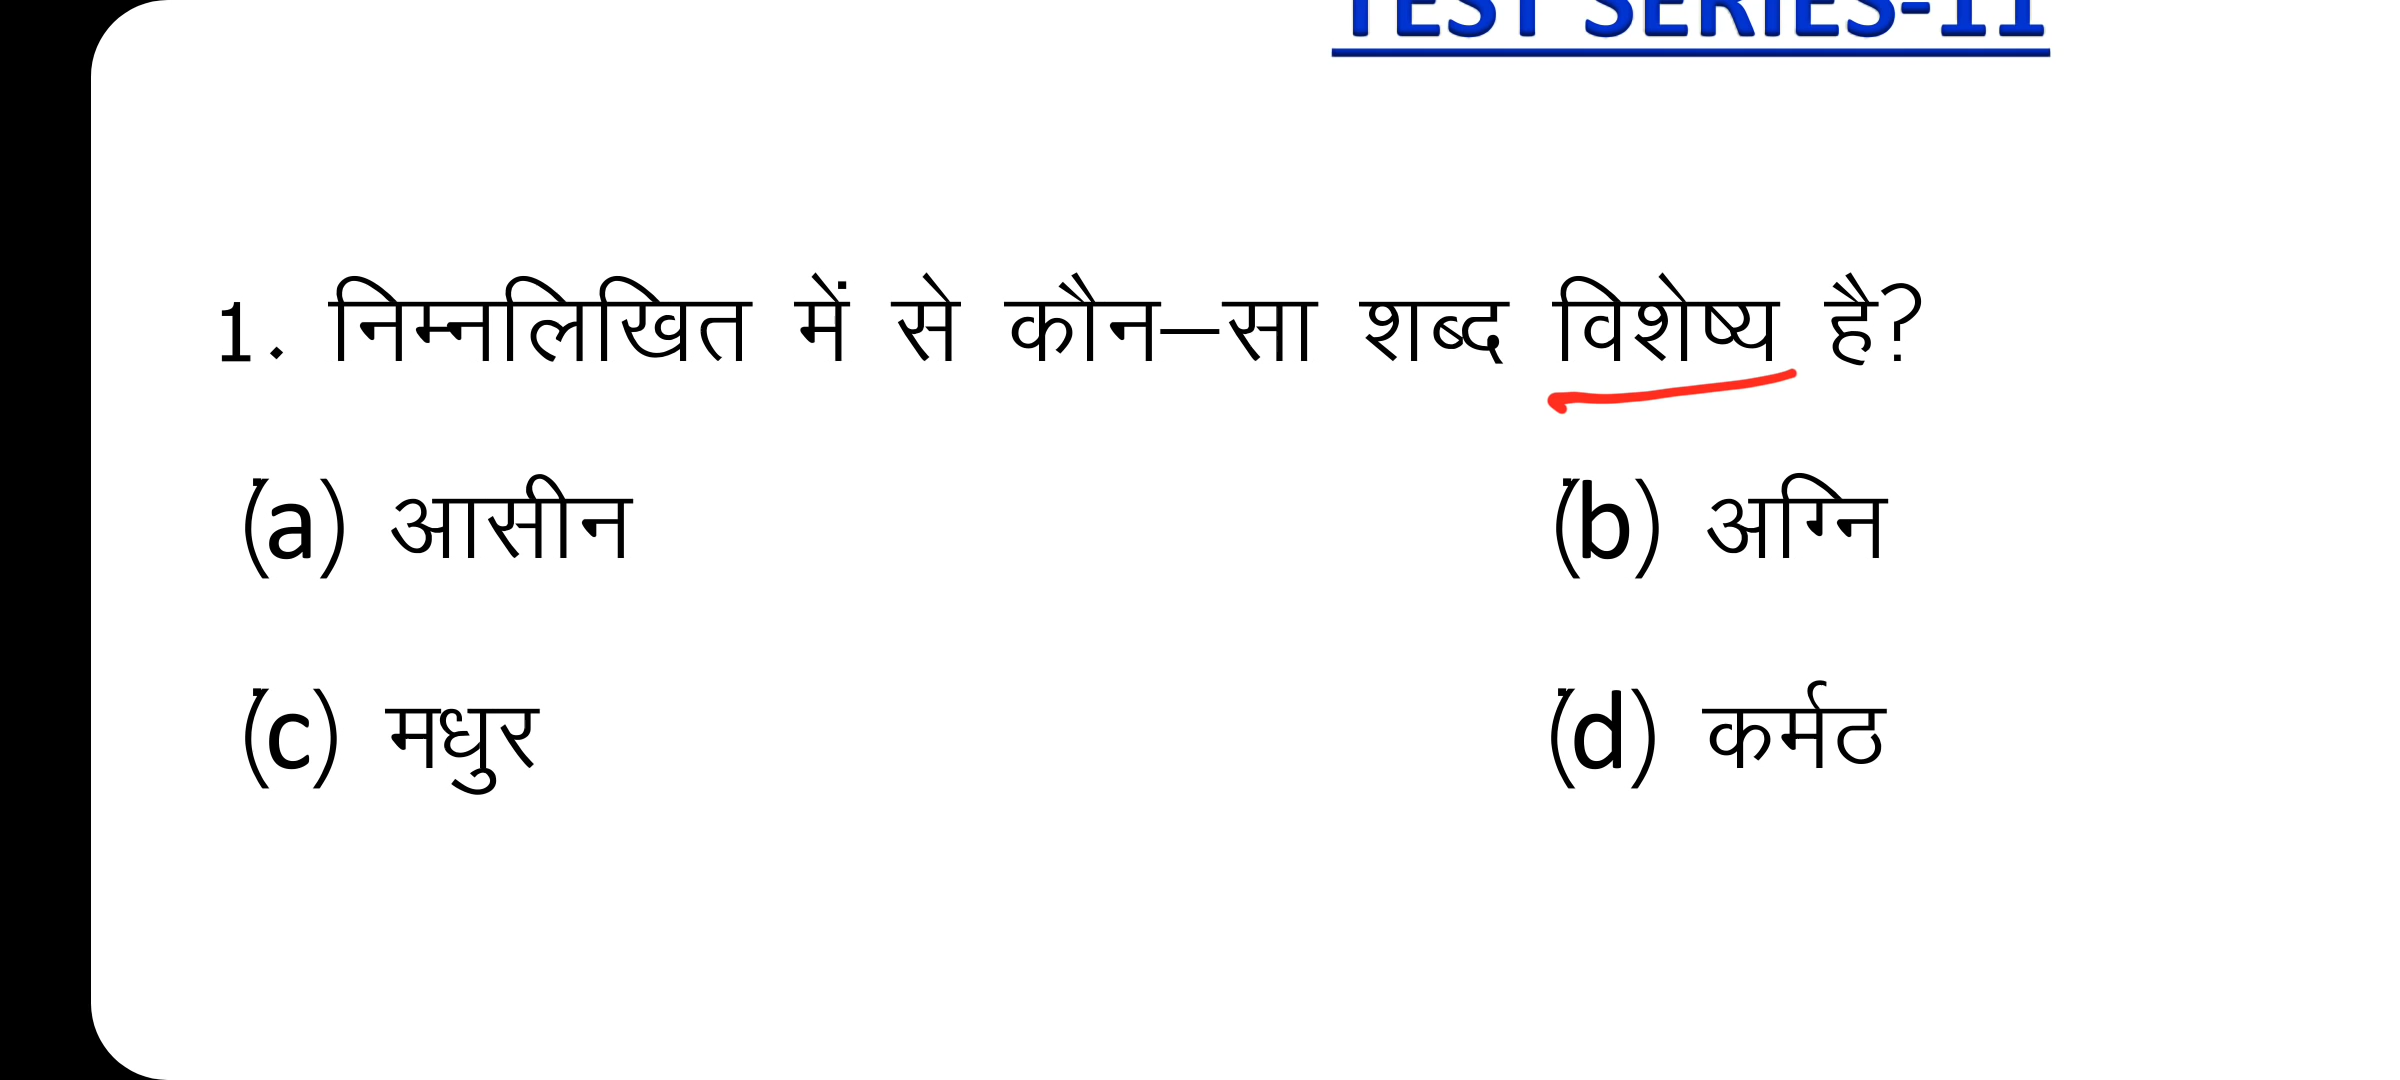 TEST SERIES-11
1. निम्नलिखित में से कौन–सा शब्द विशेष्य है?
(a) आसीन (b) अग्नि
(c) मधुर (d) कर्मठ